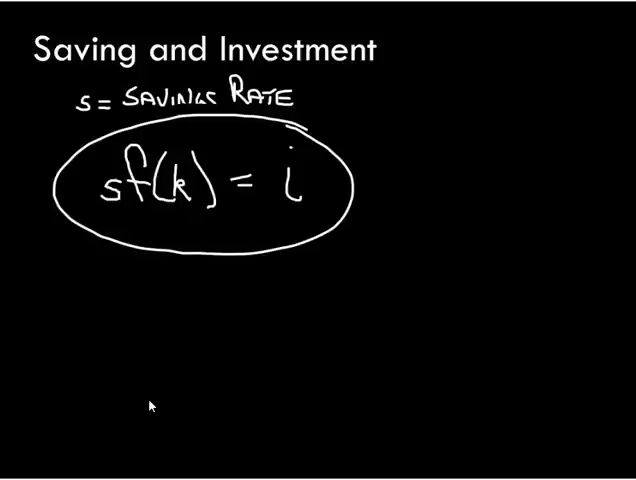 Saving and Investment
s = SAVINGS RATE
sf(k) = i